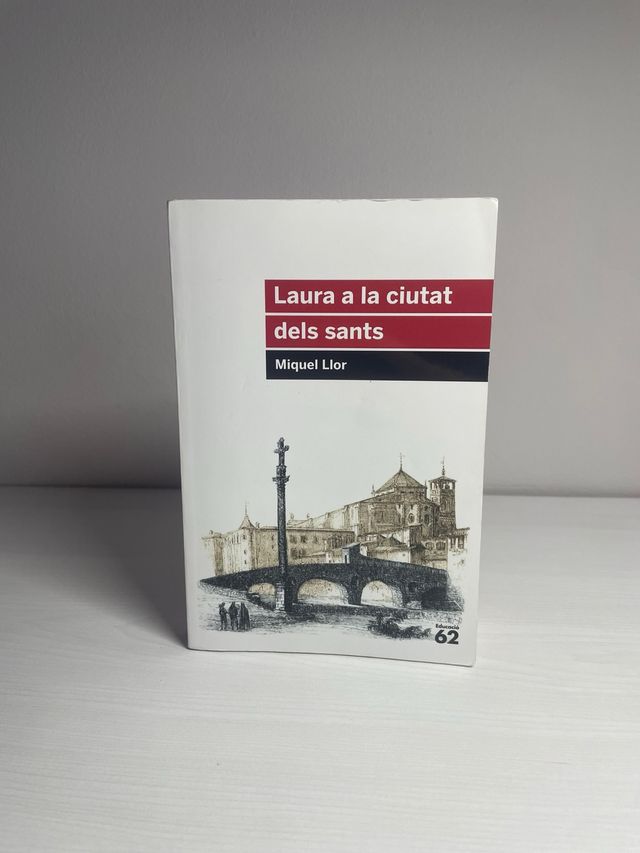 Laura a la ciutat
dels sants
Miquel Llor
Educació
62